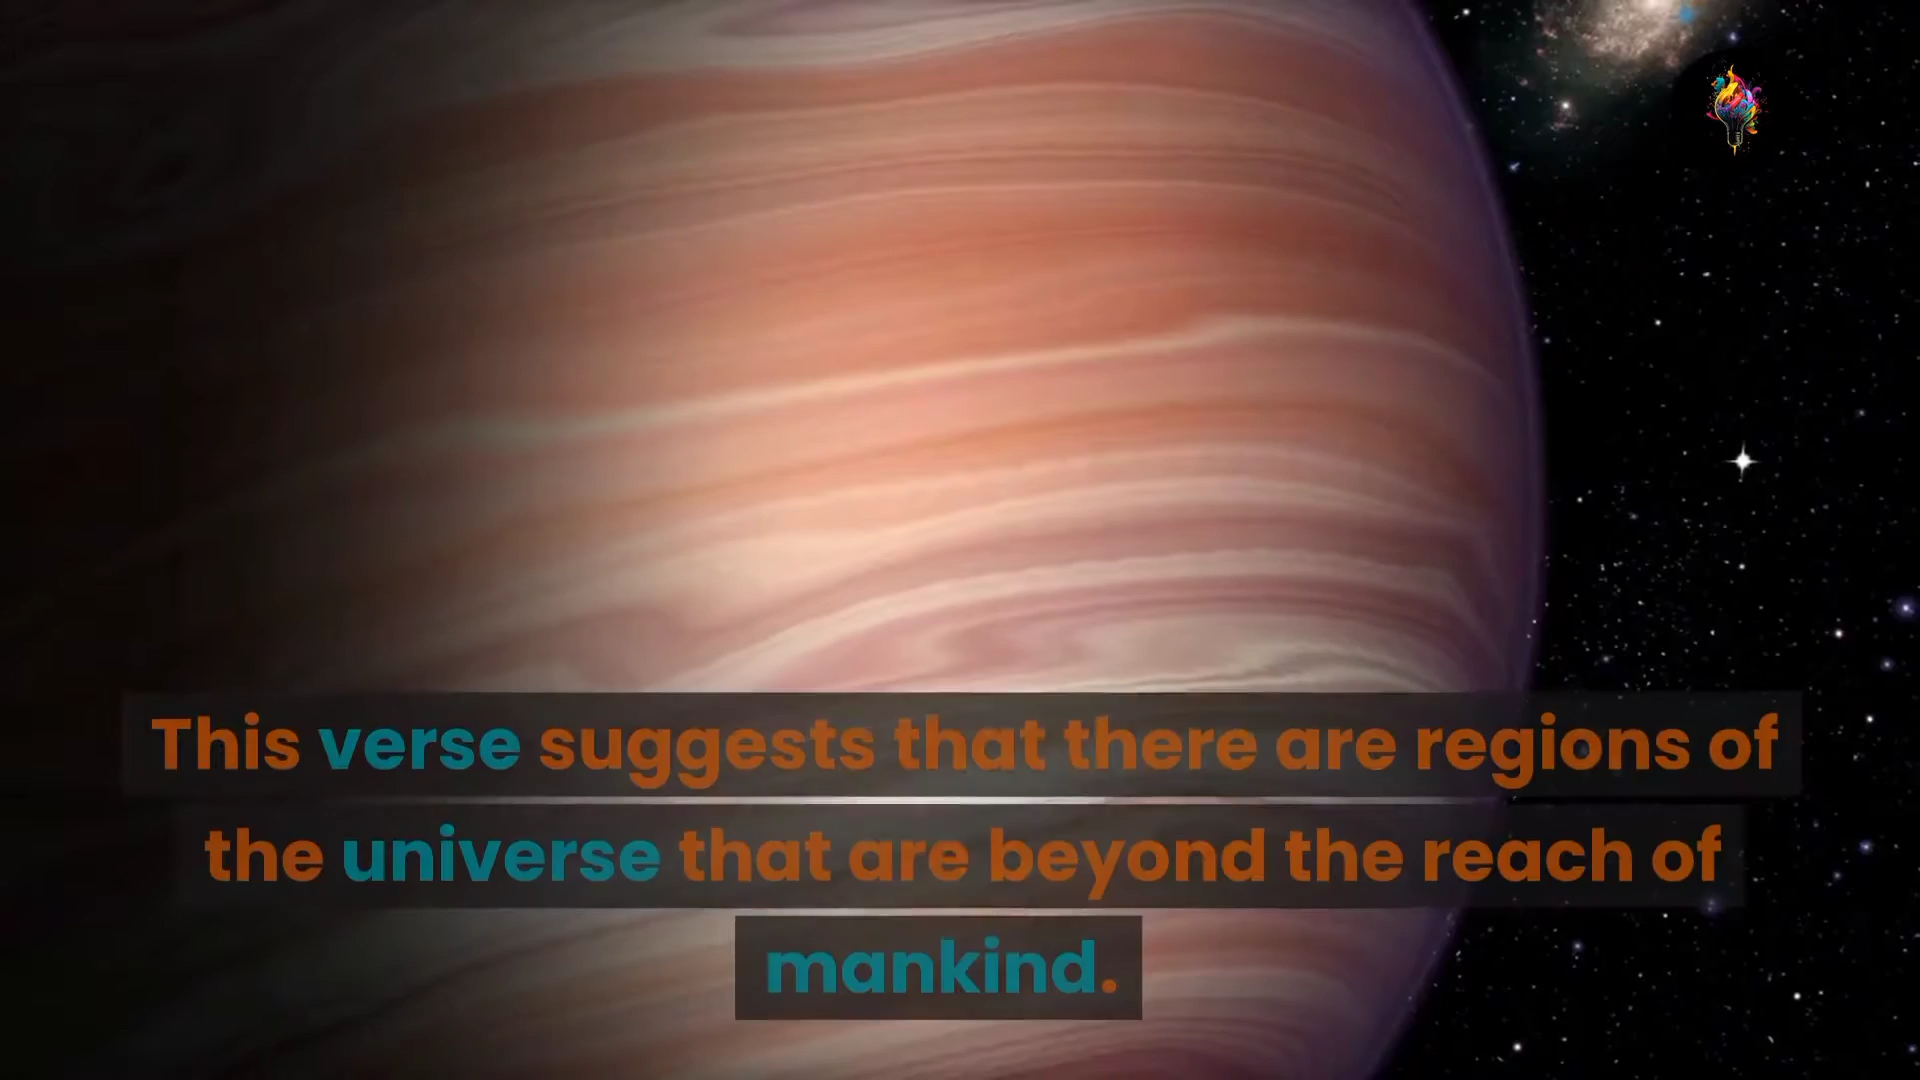 This verse suggests that there are regions of
the universe that are beyond the reach of
mankind.